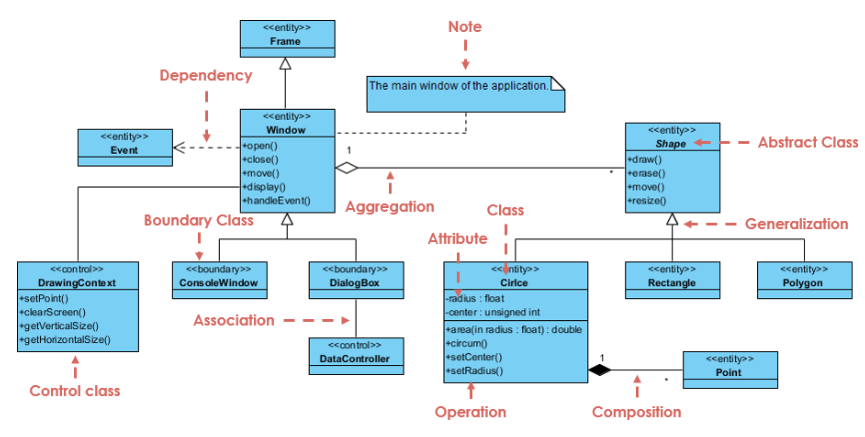 <<entity>>
Frame
Note
Dependency
The main window of the application.
<<entity>>
Window
+open()
+close()
+move()
+display()
+handleEvent()
<<entity>>
Event
1
*
Aggregation
<<entity>>
Shape
+draw()
+erase()
+move()
+resize()
Abstract Class
Generalization
Boundary Class
Class
Attribute
<<control>>
DrawingContext
+setPoint()
+clearScreen()
+getVerticalSize()
+getHorizontalSize()
Control class
<<boundary>>
ConsoleWindow
<<boundary>>
DialogBox
Association
<<control>>
DataController
<<entity>>
Cirlce
-radius : float
-center : unsigned int
+area(in radius : float) : double
+circum()
+setCenter()
+setRadius()
Operation
<<entity>>
Rectangle
<<entity>>
Polygon
1
*
Composition
<<entity>>
Point